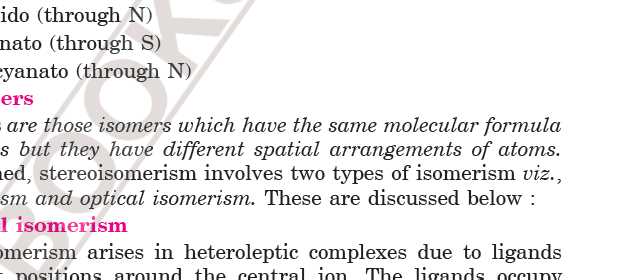 ido (through N)
nato (through S)
cyanato (through N)
ers
s are those isomers which have the same molecular formula
s but they have different spatial arrangements of atoms.
ned, stereoisomerism involves two types of isomerism viz.,
sm and optical isomerism. These are discussed below :
l isomerism
omerism arises in heteroleptic complexes due to ligands
t positions around the central ion. The ligands occupy